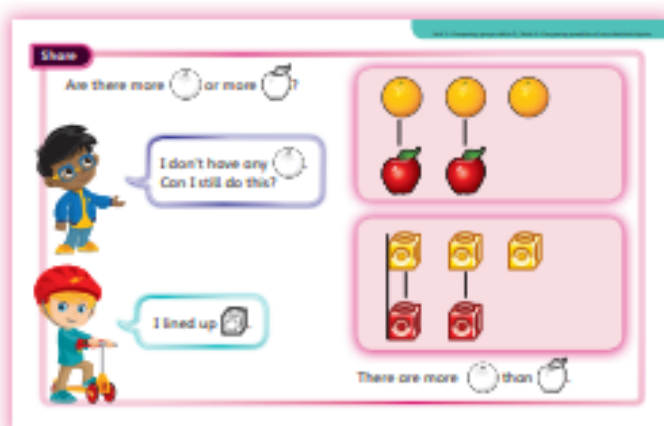 Share
Are there more or more ?
I don't have any .
Can I still do this?
I lined up .
There are more than .